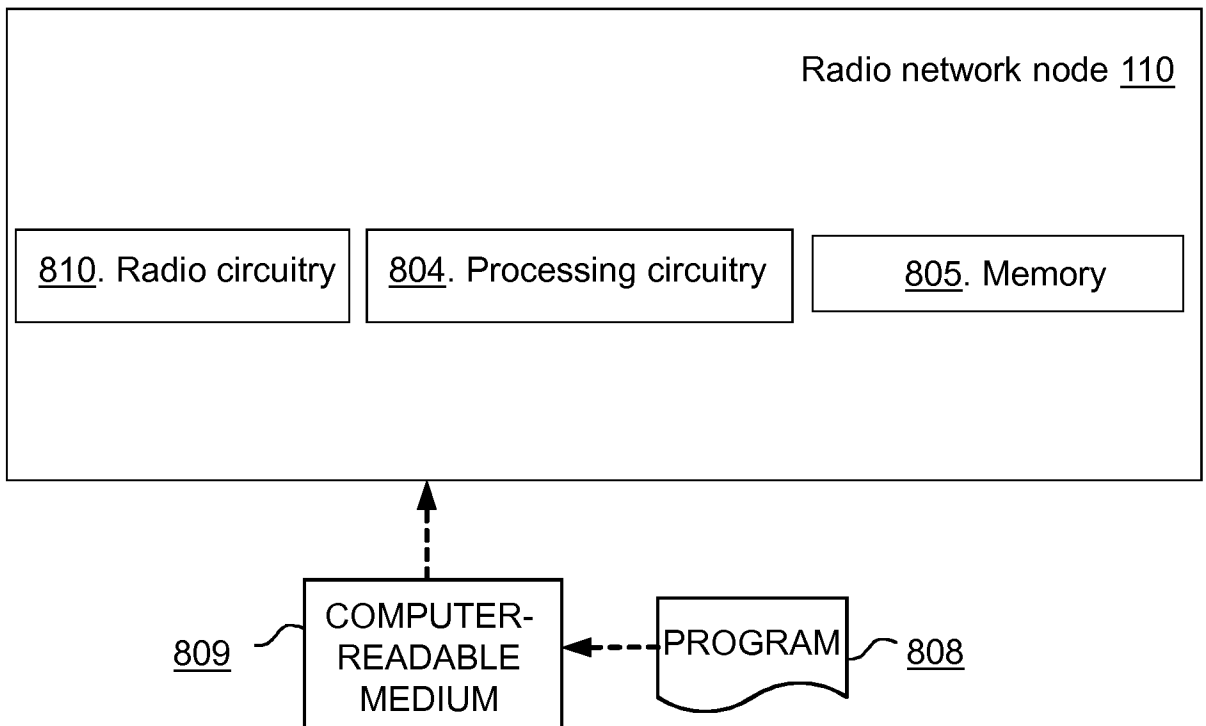 Radio network node 110
810. Radio circuitry
804. Processing circuitry
805. Memory
809
COMPUTER-
READABLE
MEDIUM
PROGRAM
808